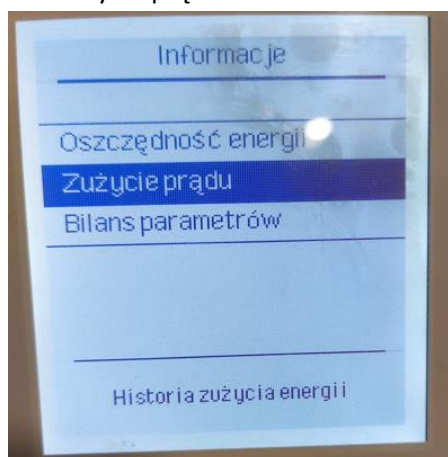 Informacje
Oszczędność energii
Zużycie prądu
Bilans parametrów
Historia zużycia energii